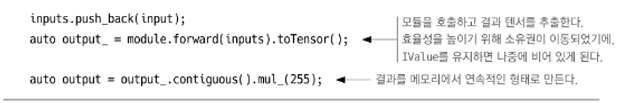 inputs.push_back(input);
auto output_ = module.forward(inputs).toTensor();
모듈을 호출하고 결과 텐서를 추출한다.
효율성을 높이기 위해 소유권이 이동되었기에,
IValue를 유지하면 나중에 비어 있게 된다.
auto output = output_.contiguous().mul_(255);
결과를 메모리에서 연속적인 형태로 만든다.